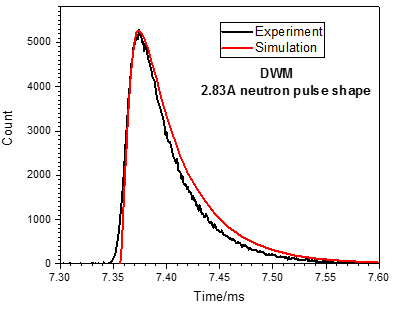 Experiment
Simulation
DWM
2.83A neutron pulse shape
Count
5000
4000
3000
2000
1000
0
7.30 7.35 7.40 7.45 7.50 7.55 7.60
Time/ms